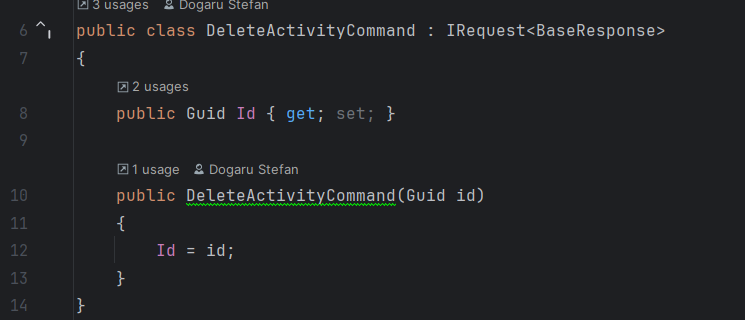 3 usages Dogaru Stefan
6 public class DeleteActivityCommand : IRequest<BaseResponse>
7 {
2 usages
8 public Guid Id { get; set; }
9
1 usage Dogaru Stefan
10 public DeleteActivityCommand(Guid id)
11 {
12 Id = id;
13 }
14 }